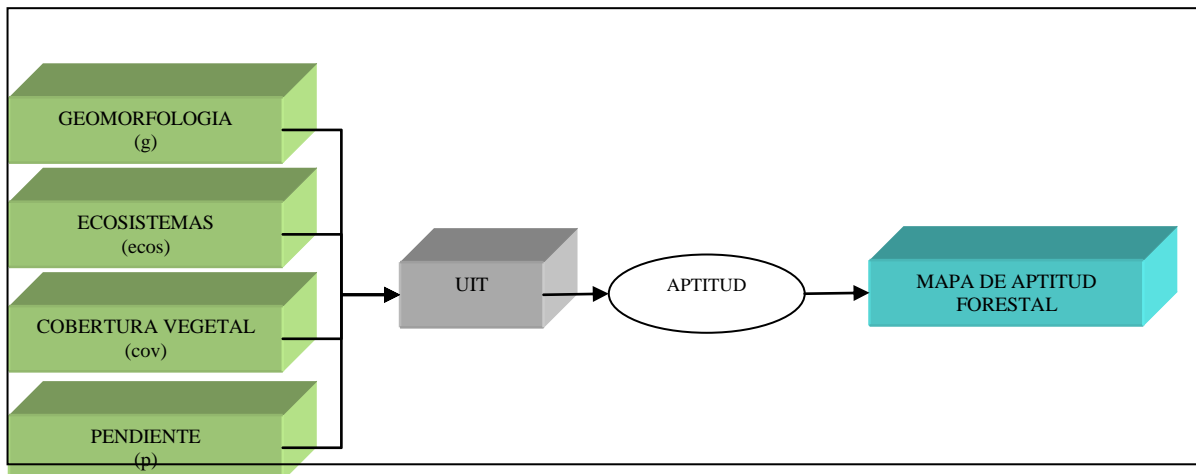 GEOMORFOLOGIA
(g)
ECOSISTEMAS
(ecos)
COBERTURA VEGETAL
(cov)
PENDIENTE
(p)
UIT
APTITUD
MAPA DE APTITUD
FORESTAL